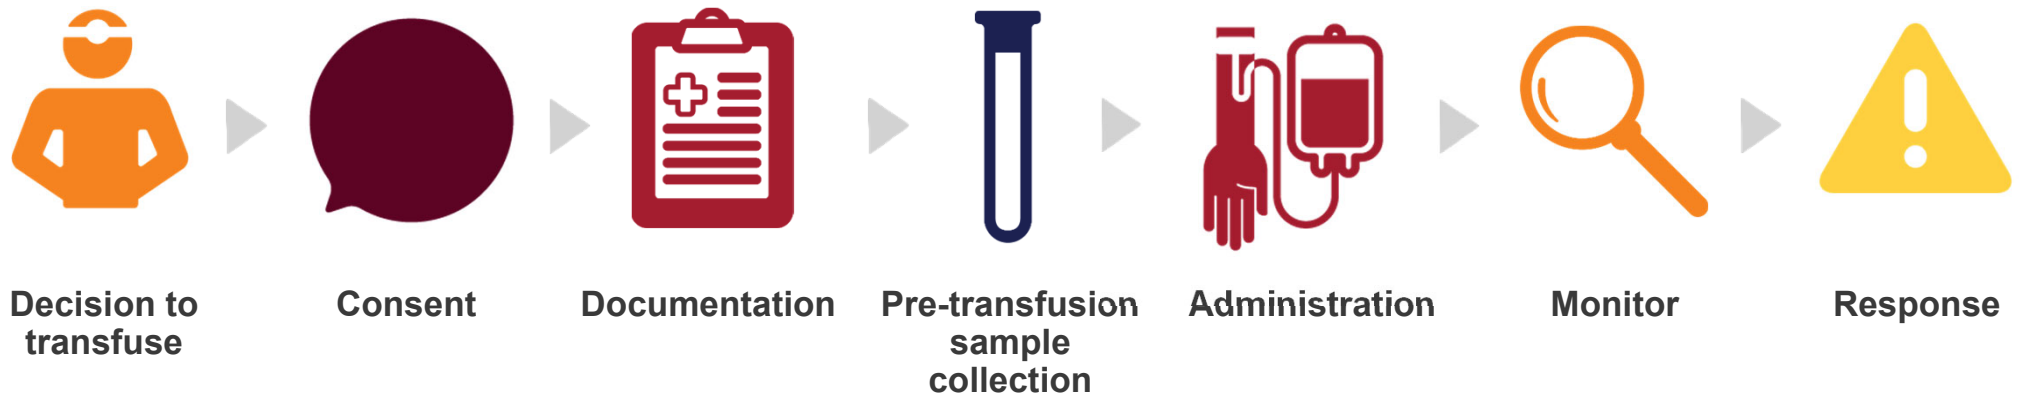 Decision to
transfuse
Consent
Documentation
Pre-transfusion
sample
collection
Administration
Monitor
Response